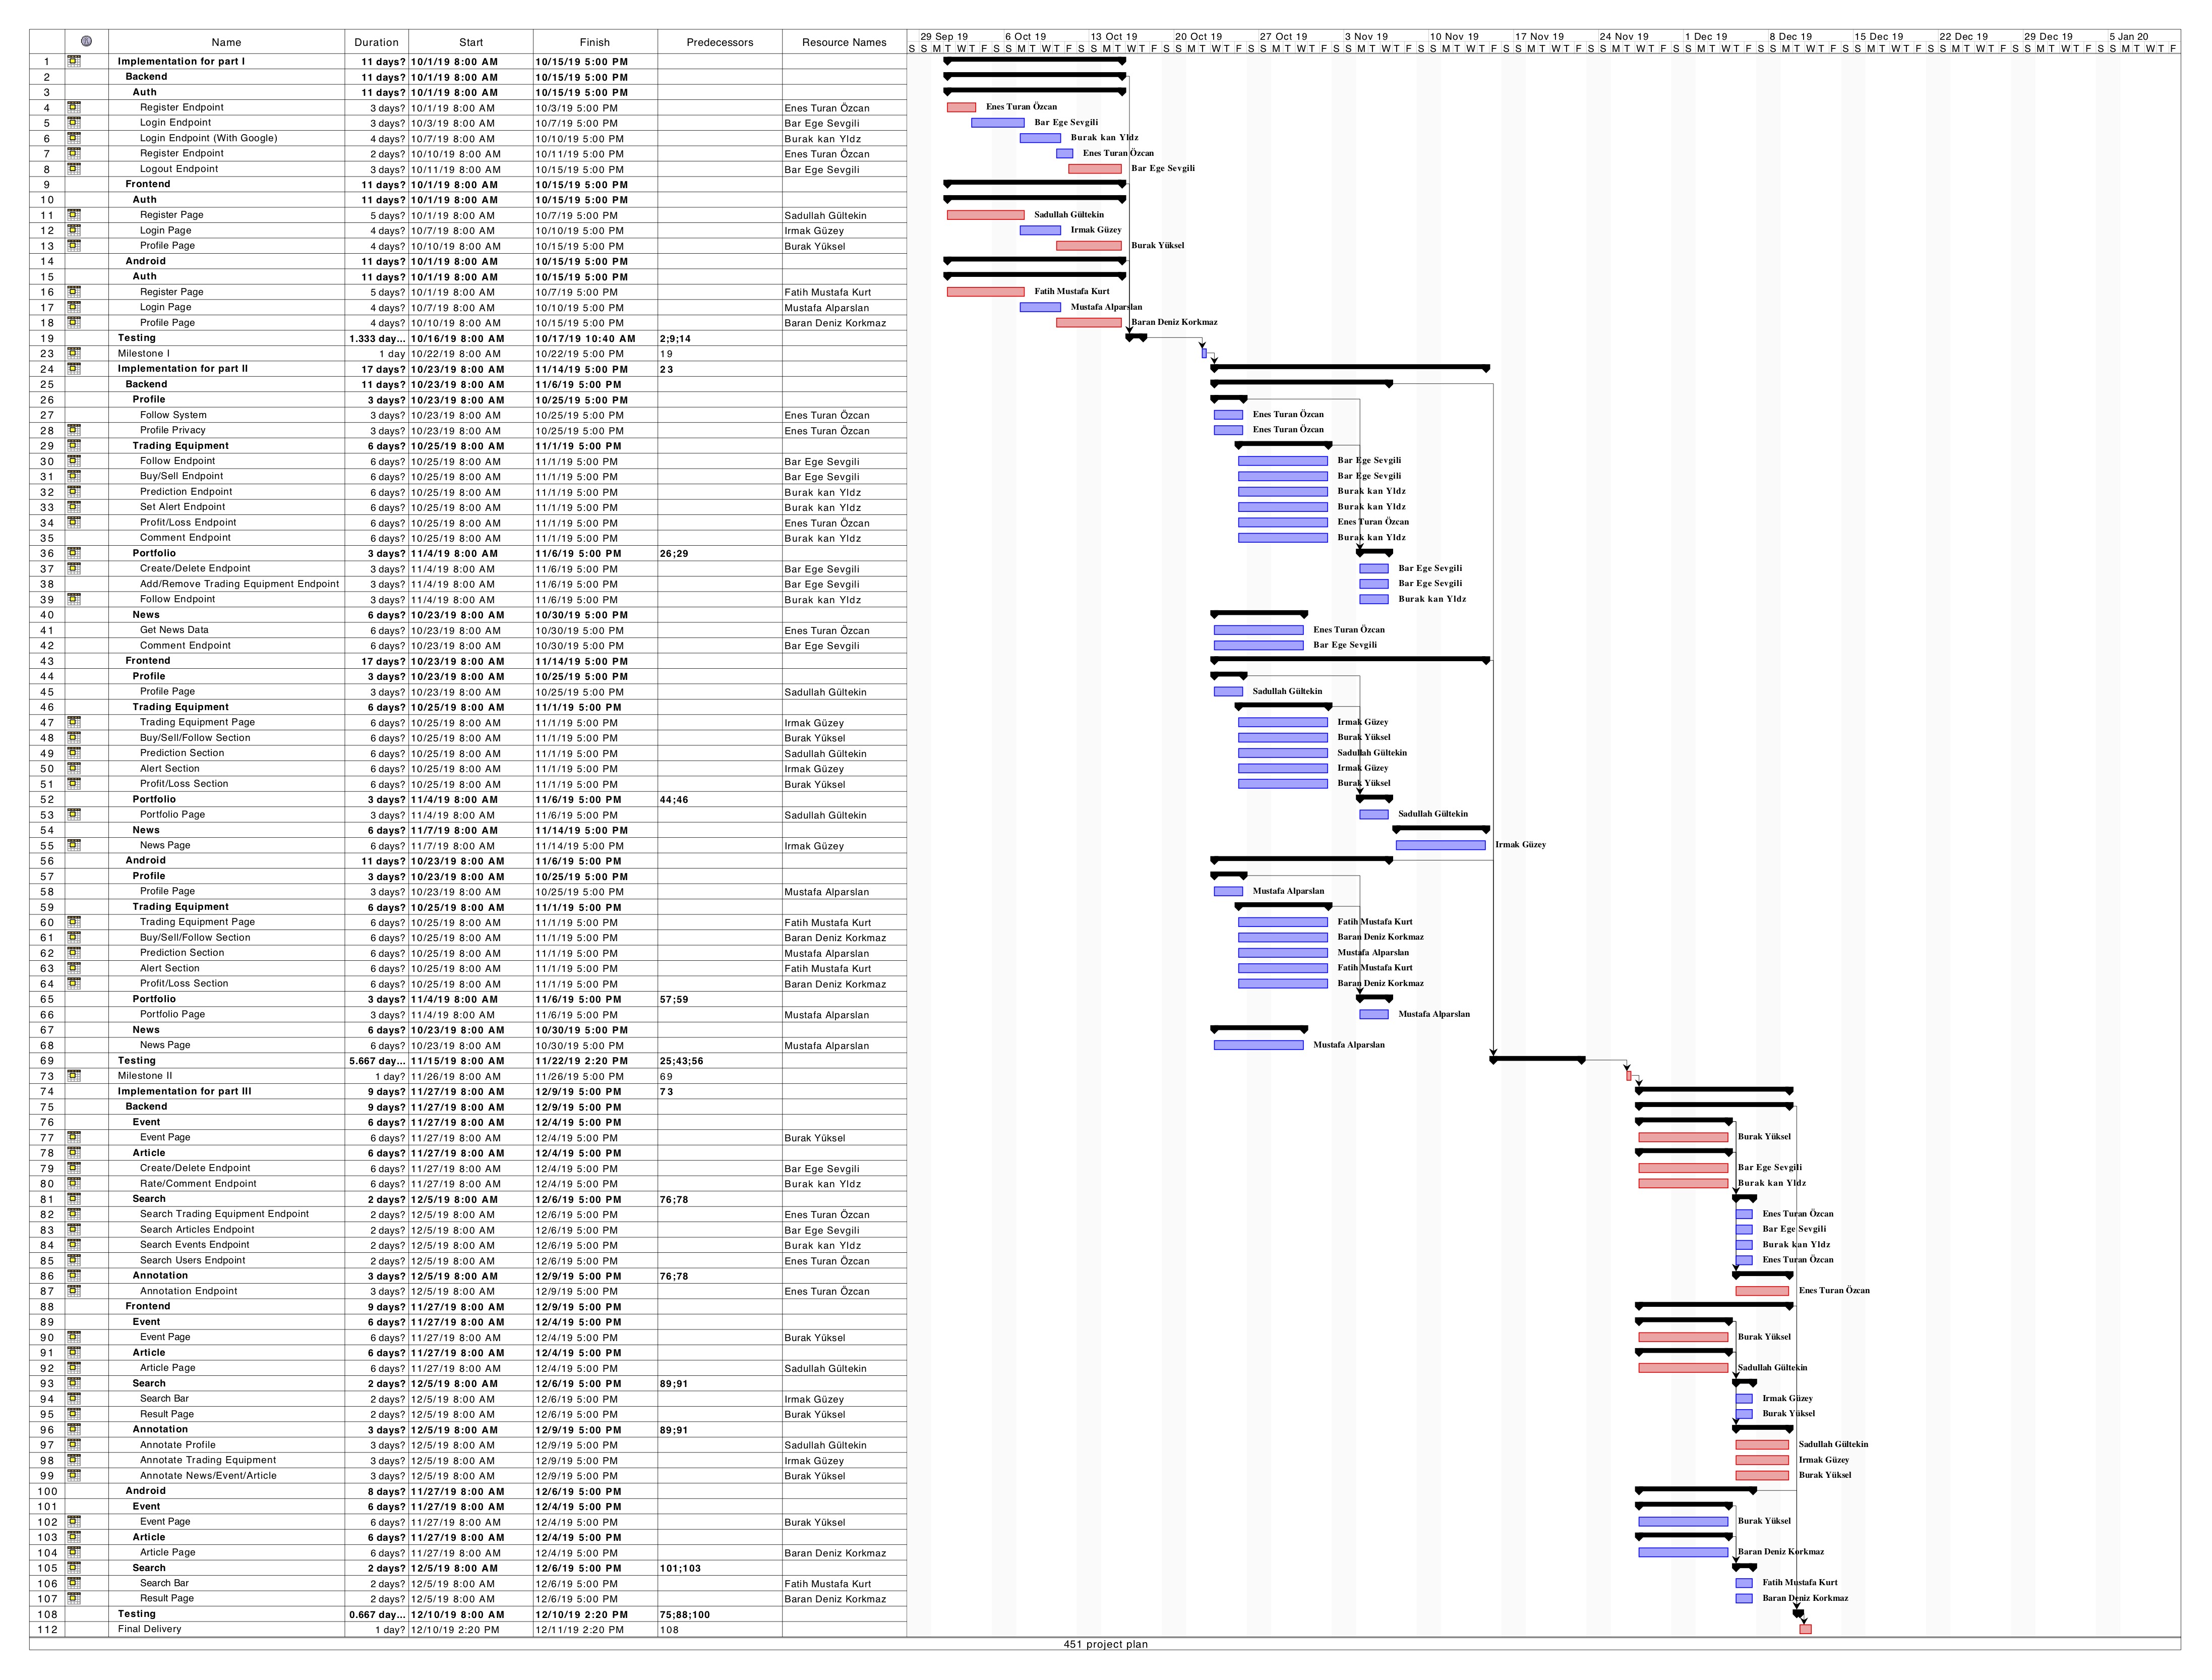 Name Duration Start Finish Predecessors Resource Names
29 Sep 19 6 Oct 19 13 Oct 19 20 Oct 19 27 Oct 19 3 Nov 19 10 Nov 19 17 Nov 19 24 Nov 19 1 Dec 19 8 Dec 19 15 Dec 19 22 Dec 19 29 Dec 19 5 Jan 20
S S M T W T F S S M T W T F S S M T W T F S S M T W T F S S M T W T F S S M T W T F S S M T W T F S S M T W T F S S M T W T F S S M T W T F S S M T W T F S S M T W T F S S M T W T F S S M T W T F S S M T W T F
1 Implementation for part I 11 days? 10/1/19 8:00 AM 10/15/19 5:00 PM
2 Backend 11 days? 10/1/19 8:00 AM 10/15/19 5:00 PM
3 Auth 11 days? 10/1/19 8:00 AM 10/15/19 5:00 PM
4 Register Endpoint 3 days? 10/1/19 8:00 AM 10/3/19 5:00 PM Enes Turan Özcan Enes Turan Özcan
5 Login Endpoint 3 days? 10/3/19 8:00 AM 10/7/19 5:00 PM Bar Ege Sevgili Bar Ege Sevgili
6 Login Endpoint (With Google) 4 days? 10/7/19 8:00 AM 10/10/19 5:00 PM Burak kan Yldz Burak kan Yldz
7 Register Endpoint 2 days? 10/10/19 8:00 AM 10/11/19 5:00 PM Enes Turan Özcan Enes Turan Özcan
8 Logout Endpoint 3 days? 10/11/19 8:00 AM 10/15/19 5:00 PM Bar Ege Sevgili Bar Ege Sevgili
9 Frontend 11 days? 10/1/19 8:00 AM 10/15/19 5:00 PM
10 Auth 11 days? 10/1/19 8:00 AM 10/15/19 5:00 PM
11 Register Page 5 days? 10/1/19 8:00 AM 10/7/19 5:00 PM Sadullah Gültekin Sadullah Gültekin
12 Login Page 4 days? 10/7/19 8:00 AM 10/10/19 5:00 PM Irmak Güzey Irmak Güzey
13 Profile Page 4 days? 10/10/19 8:00 AM 10/15/19 5:00 PM Burak Yüksel Burak Yüksel
14 Android 11 days? 10/1/19 8:00 AM 10/15/19 5:00 PM
15 Auth 11 days? 10/1/19 8:00 AM 10/15/19 5:00 PM
16 Register Page 5 days? 10/1/19 8:00 AM 10/7/19 5:00 PM Fatih Mustafa Kurt Fatih Mustafa Kurt
17 Login Page 4 days? 10/7/19 8:00 AM 10/10/19 5:00 PM Mustafa Alparslan Mustafa Alparslan
18 Profile Page 4 days? 10/10/19 8:00 AM 10/15/19 5:00 PM Baran Deniz Korkmaz Baran Deniz Korkmaz
19 Testing 1.333 day... 10/16/19 8:00 AM 10/17/19 10:40 AM 2;9;14
23 Milestone I 1 day 10/22/19 8:00 AM 10/22/19 5:00 PM 19
24 Implementation for part II 17 days? 10/23/19 8:00 AM 11/14/19 5:00 PM 23
25 Backend 11 days? 10/23/19 8:00 AM 11/6/19 5:00 PM
26 Profile 3 days? 10/23/19 8:00 AM 10/25/19 5:00 PM
27 Follow System 3 days? 10/23/19 8:00 AM 10/25/19 5:00 PM Enes Turan Özcan Enes Turan Özcan
28 Profile Privacy 3 days? 10/23/19 8:00 AM 10/25/19 5:00 PM Enes Turan Özcan Enes Turan Özcan
29 Trading Equipment 6 days? 10/25/19 8:00 AM 11/1/19 5:00 PM
30 Follow Endpoint 6 days? 10/25/19 8:00 AM 11/1/19 5:00 PM Bar Ege Sevgili Bar Ege Sevgili
31 Buy/Sell Endpoint 6 days? 10/25/19 8:00 AM 11/1/19 5:00 PM Bar Ege Sevgili Bar Ege Sevgili
32 Prediction Endpoint 6 days? 10/25/19 8:00 AM 11/1/19 5:00 PM Burak kan Yldz Burak kan Yldz
33 Set Alert Endpoint 6 days? 10/25/19 8:00 AM 11/1/19 5:00 PM Burak kan Yldz Burak kan Yldz
34 Profit/Loss Endpoint 6 days? 10/25/19 8:00 AM 11/1/19 5:00 PM Enes Turan Özcan Enes Turan Özcan
35 Comment Endpoint 6 days? 10/25/19 8:00 AM 11/1/19 5:00 PM Burak kan Yldz Burak kan Yldz
36 Portfolio 3 days? 11/4/19 8:00 AM 11/6/19 5:00 PM 26;29
37 Create/Delete Endpoint 3 days? 11/4/19 8:00 AM 11/6/19 5:00 PM Bar Ege Sevgili Bar Ege Sevgili
38 Add/Remove Trading Equipment Endpoint 3 days? 11/4/19 8:00 AM 11/6/19 5:00 PM Bar Ege Sevgili Bar Ege Sevgili
39 Follow Endpoint 3 days? 11/4/19 8:00 AM 11/6/19 5:00 PM Burak kan Yldz Burak kan Yldz
40 News 6 days? 10/23/19 8:00 AM 10/30/19 5:00 PM
41 Get News Data 6 days? 10/23/19 8:00 AM 10/30/19 5:00 PM Enes Turan Özcan Enes Turan Özcan
42 Comment Endpoint 6 days? 10/23/19 8:00 AM 10/30/19 5:00 PM Bar Ege Sevgili Bar Ege Sevgili
43 Frontend 17 days? 10/23/19 8:00 AM 11/14/19 5:00 PM
44 Profile 3 days? 10/23/19 8:00 AM 10/25/19 5:00 PM
45 Profile Page 3 days? 10/23/19 8:00 AM 10/25/19 5:00 PM Sadullah Gültekin Sadullah Gültekin
46 Trading Equipment 6 days? 10/25/19 8:00 AM 11/1/19 5:00 PM
47 Trading Equipment Page 6 days? 10/25/19 8:00 AM 11/1/19 5:00 PM Irmak Güzey Irmak Güzey
48 Buy/Sell/Follow Section 6 days? 10/25/19 8:00 AM 11/1/19 5:00 PM Burak Yüksel Burak Yüksel
49 Prediction Section 6 days? 10/25/19 8:00 AM 11/1/19 5:00 PM Sadullah Gültekin Sadullah Gültekin
50 Alert Section 6 days? 10/25/19 8:00 AM 11/1/19 5:00 PM Irmak Güzey Irmak Güzey
51 Profit/Loss Section 6 days? 10/25/19 8:00 AM 11/1/19 5:00 PM Burak Yüksel Burak Yüksel
52 Portfolio 3 days? 11/4/19 8:00 AM 11/6/19 5:00 PM 44;46
53 Portfolio Page 3 days? 11/4/19 8:00 AM 11/6/19 5:00 PM Sadullah Gültekin Sadullah Gültekin
54 News 6 days? 11/7/19 8:00 AM 11/14/19 5:00 PM
55 News Page 6 days? 11/7/19 8:00 AM 11/14/19 5:00 PM Irmak Güzey Irmak Güzey
56 Android 11 days? 10/23/19 8:00 AM 11/6/19 5:00 PM
57 Profile 3 days? 10/23/19 8:00 AM 10/25/19 5:00 PM
58 Profile Page 3 days? 10/23/19 8:00 AM 10/25/19 5:00 PM Mustafa Alparslan Mustafa Alparslan
59 Trading Equipment 6 days? 10/25/19 8:00 AM 11/1/19 5:00 PM
60 Trading Equipment Page 6 days? 10/25/19 8:00 AM 11/1/19 5:00 PM Fatih Mustafa Kurt Fatih Mustafa Kurt
61 Buy/Sell/Follow Section 6 days? 10/25/19 8:00 AM 11/1/19 5:00 PM Baran Deniz Korkmaz Baran Deniz Korkmaz
62 Prediction Section 6 days? 10/25/19 8:00 AM 11/1/19 5:00 PM Mustafa Alparslan Mustafa Alparslan
63 Alert Section 6 days? 10/25/19 8:00 AM 11/1/19 5:00 PM Fatih Mustafa Kurt Fatih Mustafa Kurt
64 Profit/Loss Section 6 days? 10/25/19 8:00 AM 11/1/19 5:00 PM Baran Deniz Korkmaz Baran Deniz Korkmaz
65 Portfolio 3 days? 11/4/19 8:00 AM 11/6/19 5:00 PM 57;59
66 Portfolio Page 3 days? 11/4/19 8:00 AM 11/6/19 5:00 PM Mustafa Alparslan Mustafa Alparslan
67 News 6 days? 10/23/19 8:00 AM 10/30/19 5:00 PM
68 News Page 6 days? 10/23/19 8:00 AM 10/30/19 5:00 PM Mustafa Alparslan Mustafa Alparslan
69 Testing 5.667 day... 11/15/19 8:00 AM 11/22/19 2:20 PM 25;43;56
73 Milestone II 1 day? 11/26/19 8:00 AM 11/26/19 5:00 PM 69
74 Implementation for part III 9 days? 11/27/19 8:00 AM 12/9/19 5:00 PM 73
75 Backend 9 days? 11/27/19 8:00 AM 12/9/19 5:00 PM
76 Event 6 days? 11/27/19 8:00 AM 12/4/19 5:00 PM
77 Event Page 6 days? 11/27/19 8:00 AM 12/4/19 5:00 PM Burak Yüksel Burak Yüksel
78 Article 6 days? 11/27/19 8:00 AM 12/4/19 5:00 PM
79 Create/Delete Endpoint 6 days? 11/27/19 8:00 AM 12/4/19 5:00 PM Bar Ege Sevgili Bar Ege Sevgili
80 Rate/Comment Endpoint 6 days? 11/27/19 8:00 AM 12/4/19 5:00 PM Burak kan Yldz Burak kan Yldz
81 Search 2 days? 12/5/19 8:00 AM 12/6/19 5:00 PM 76;78
82 Search Trading Equipment Endpoint 2 days? 12/5/19 8:00 AM 12/6/19 5:00 PM Enes Turan Özcan Enes Turan Özcan
83 Search Articles Endpoint 2 days? 12/5/19 8:00 AM 12/6/19 5:00 PM Bar Ege Sevgili Bar Ege Sevgili
84 Search Events Endpoint 2 days? 12/5/19 8:00 AM 12/6/19 5:00 PM Burak kan Yldz Burak kan Yldz
85 Search Users Endpoint 2 days? 12/5/19 8:00 AM 12/6/19 5:00 PM Enes Turan Özcan Enes Turan Özcan
86 Annotation 3 days? 12/5/19 8:00 AM 12/9/19 5:00 PM 76;78
87 Annotation Endpoint 3 days? 12/5/19 8:00 AM 12/9/19 5:00 PM Enes Turan Özcan Enes Turan Özcan
88 Frontend 9 days? 11/27/19 8:00 AM 12/9/19 5:00 PM
89 Event 6 days? 11/27/19 8:00 AM 12/4/19 5:00 PM
90 Event Page 6 days? 11/27/19 8:00 AM 12/4/19 5:00 PM Burak Yüksel Burak Yüksel
91 Article 6 days? 11/27/19 8:00 AM 12/4/19 5:00 PM
92 Article Page 6 days? 11/27/19 8:00 AM 12/4/19 5:00 PM Sadullah Gültekin Sadullah Gültekin
93 Search 2 days? 12/5/19 8:00 AM 12/6/19 5:00 PM 89;91
94 Search Bar 2 days? 12/5/19 8:00 AM 12/6/19 5:00 PM Irmak Güzey Irmak Güzey
95 Result Page 2 days? 12/5/19 8:00 AM 12/6/19 5:00 PM Burak Yüksel Burak Yüksel
96 Annotation 3 days? 12/5/19 8:00 AM 12/9/19 5:00 PM 89;91
97 Annotate Profile 3 days? 12/5/19 8:00 AM 12/9/19 5:00 PM Sadullah Gültekin Sadullah Gültekin
98 Annotate Trading Equipment 3 days? 12/5/19 8:00 AM 12/9/19 5:00 PM Irmak Güzey Irmak Güzey
99 Annotate News/Event/Article 3 days? 12/5/19 8:00 AM 12/9/19 5:00 PM Burak Yüksel Burak Yüksel
100 Android 8 days? 11/27/19 8:00 AM 12/6/19 5:00 PM
101 Event 6 days? 11/27/19 8:00 AM 12/4/19 5:00 PM
102 Event Page 6 days? 11/27/19 8:00 AM 12/4/19 5:00 PM Burak Yüksel Burak Yüksel
103 Article 6 days? 11/27/19 8:00 AM 12/4/19 5:00 PM
104 Article Page 6 days? 11/27/19 8:00 AM 12/4/19 5:00 PM Baran Deniz Korkmaz Baran Deniz Korkmaz
105 Search 2 days? 12/5/19 8:00 AM 12/6/19 5:00 PM 101;103
106 Search Bar 2 days? 12/5/19 8:00 AM 12/6/19 5:00 PM Fatih Mustafa Kurt Fatih Mustafa Kurt
107 Result Page 2 days? 12/5/19 8:00 AM 12/6/19 5:00 PM Baran Deniz Korkmaz Baran Deniz Korkmaz
108 Testing 0.667 day... 12/10/19 8:00 AM 12/10/19 2:20 PM 75;88;100
112 Final Delivery 1 day? 12/10/19 2:20 PM 12/11/19 2:20 PM 108
451 project plan